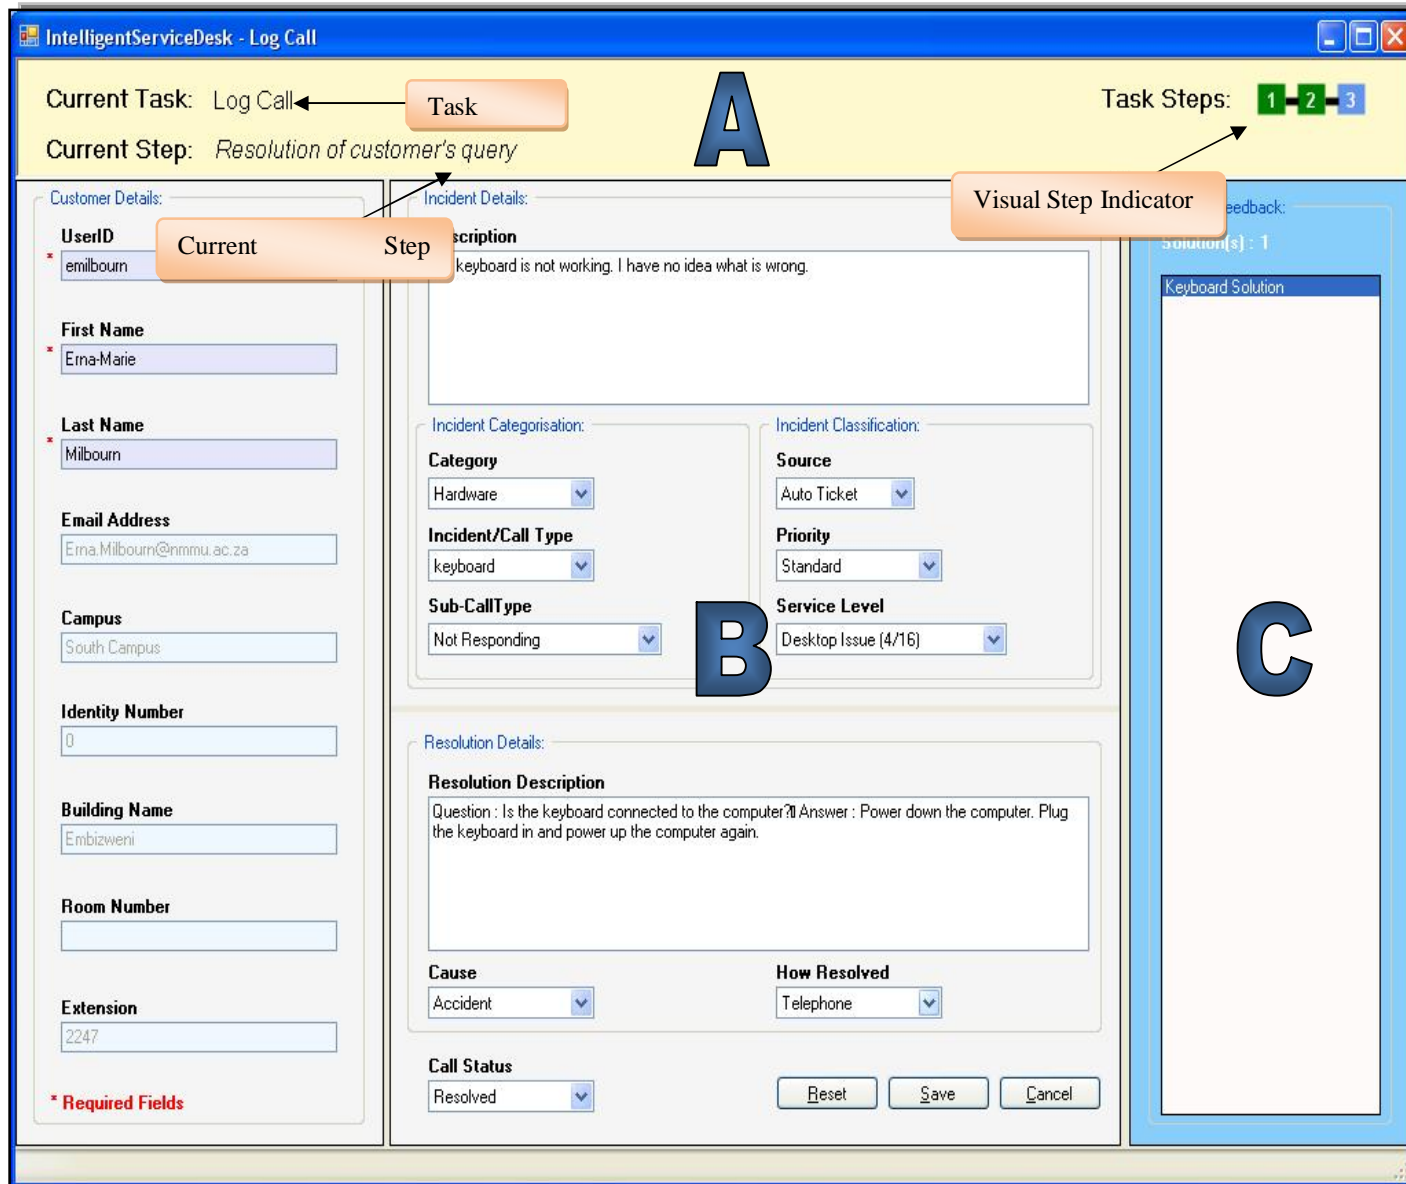 IntelligentServiceDesk - Log Call
Current Task: Log Call
Task
A
Task Steps: 1 2 3
Current Step: Resolution of customer's query
Visual Step Indicator
Current Step
Customer Details:
UserID
* emilbourn
First Name
* Erna-Marie
Last Name
* Milbourn
Email Address
Erna.Milbourn@nmmu.ac.za
Campus
South Campus
Identity Number
0
Building Name
Embizweni
Room Number
Extension
2247
* Required Fields
Incident Details:
keyboard is not working. I have no idea what is wrong.
Incident Categorisation:
Category
Hardware
Incident/Call Type
keyboard
Sub-CallType
Not Responding
Incident Classification:
Source
Auto Ticket
Priority
Standard
Service Level
Desktop Issue (4/16)
B
Resolution Details:
Resolution Description
Question : Is the keyboard connected to the computer? Answer : Power down the computer. Plug
the keyboard in and power up the computer again.
Cause
Accident
How Resolved
Telephone
Call Status
Resolved
Reset
Save
Cancel
Solution(s) : 1
Keyboard Solution
C